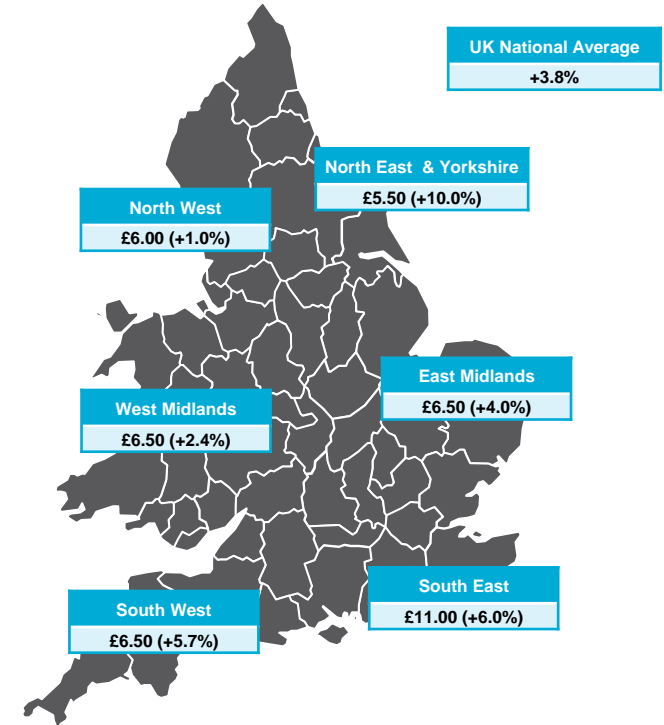 UK National Average
+3.8%
North East & Yorkshire
£5.50 (+10.0%)
North West
£6.00 (+1.0%)
East Midlands
£6.50 (+4.0%)
West Midlands
£6.50 (+2.4%)
South East
£11.00 (+6.0%)
South West
£6.50 (+5.7%)